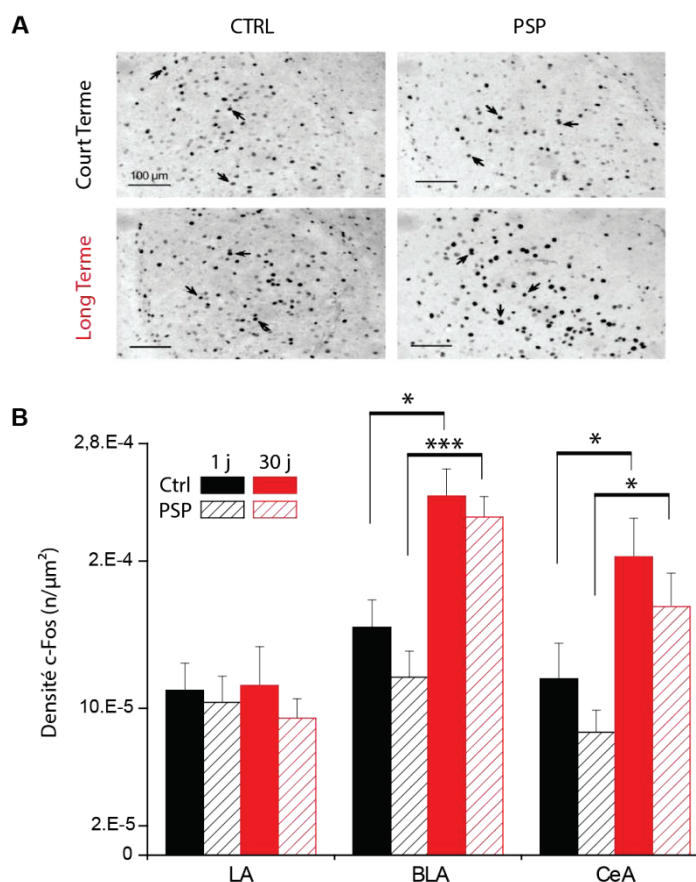 A
CTRL
PSP
Court Terme
100 µm
Long Terme
B
*
*
***
*
2,8.E-4
1 j
30 j
Ctrl
PSP
2.E-4
Densité c-Fos (n/µm²)
10.E-5
2.E-5
0
LA
BLA
CeA